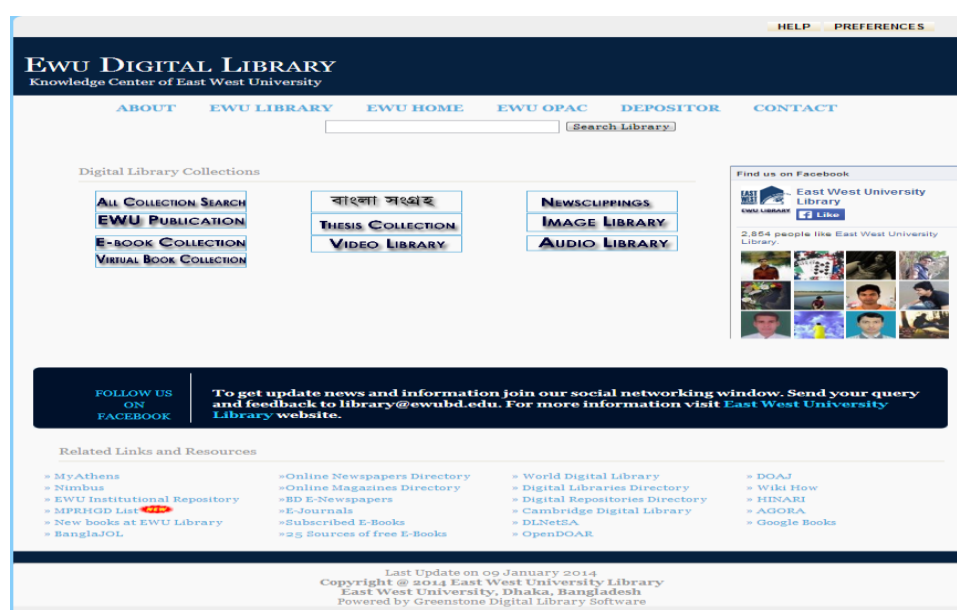 HELP PREFERENCES
EWU DIGITAL LIBRARY
Knowledge Center of East West University
ABOUT EWU LIBRARY EWU HOME EWU OPAC DEPOSITOR CONTACT
Search Library
Digital Library Collections
ALL COLLECTION SEARCH
EWU PUBLICATION
E-BOOK COLLECTION
VIRTUAL BOOK COLLECTION
বাংলা সংগ্রহ
THESIS COLLECTION
VIDEO LIBRARY
NEWSCLIPPINGS
IMAGE LIBRARY
AUDIO LIBRARY
Find us on Facebook
EAST WEST
EWU LIBRARY
East West University
Library
Like
2,854 people like East West University
Library.
FOLLOW US
ON
FACEBOOK
To get update news and information join our social networking window. Send your query
and feedback to library@ewubd.edu. For more information visit East West University
Library website.
Related Links and Resources
» MyAthens
» Nimbus
» EWU Institutional Repository
» MPRHGD List NEW
» New books at EWU Library
» BanglaJOL
»Online Newspapers Directory
»Online Magazines Directory
»BD E-Newspapers
»E-Journals
»Subscribed E-Books
»25 Sources of free E-Books
» World Digital Library
» Digital Libraries Directory
» Digital Repositories Directory
» Cambridge Digital Library
» DLNetSA
» OpenDOAR
» DOAJ
» Wiki How
» HINARI
» AGORA
» Google Books
Last Update on 09 January 2014
Copyright @ 2014 East West University Library
East West University, Dhaka, Bangladesh
Powered by Greenstone Digital Library Software